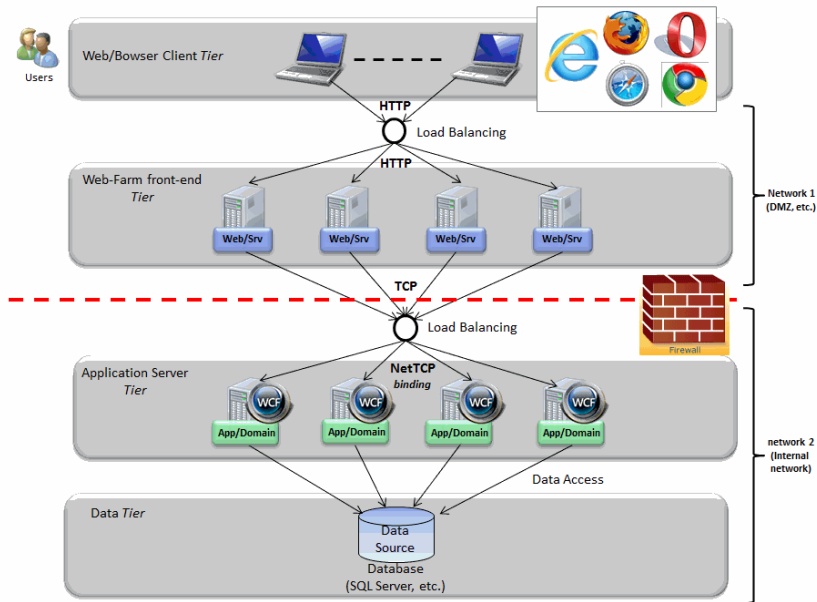 Users
Web/Bowser Client Tier
HTTP
Load Balancing
HTTP
Web-Farm front-end
Tier
Web/Srv
Web/Srv
Web/Srv
Web/Srv
Network 1
(DMZ, etc.)
TCP
Firewall
Load Balancing
Application Server
Tier
NetTCP
binding
WCF
WCF
WCF
WCF
App/Domain
App/Domain
App/Domain
App/Domain
network 2
(Internal
network)
Data Access
Data Tier
Data
Source
Database
(SQL Server, etc.)